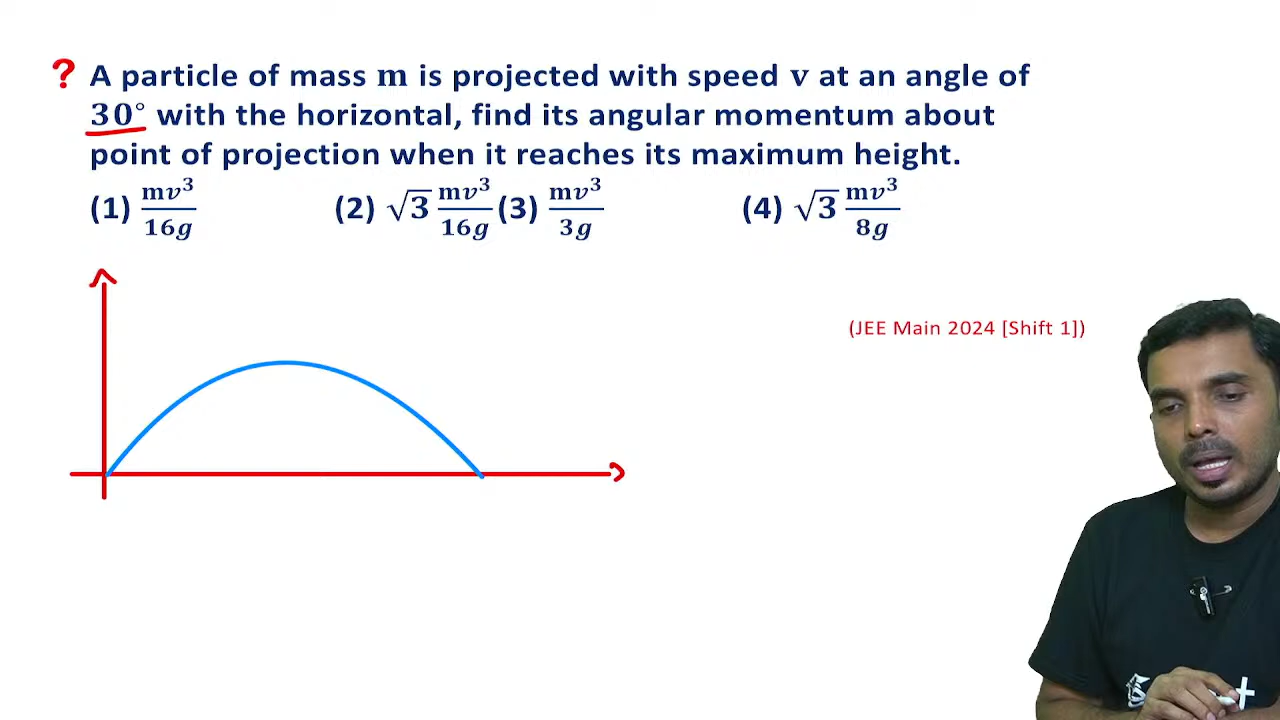 ? A particle of mass m is projected with speed v at an angle of
30° with the horizontal, find its angular momentum about
point of projection when it reaches its maximum height.
(1) mv³/16g (2) √3 mv³/16g (3) mv³/3g (4) √3 mv³/8g
(JEE Main 2024 [Shift 1])